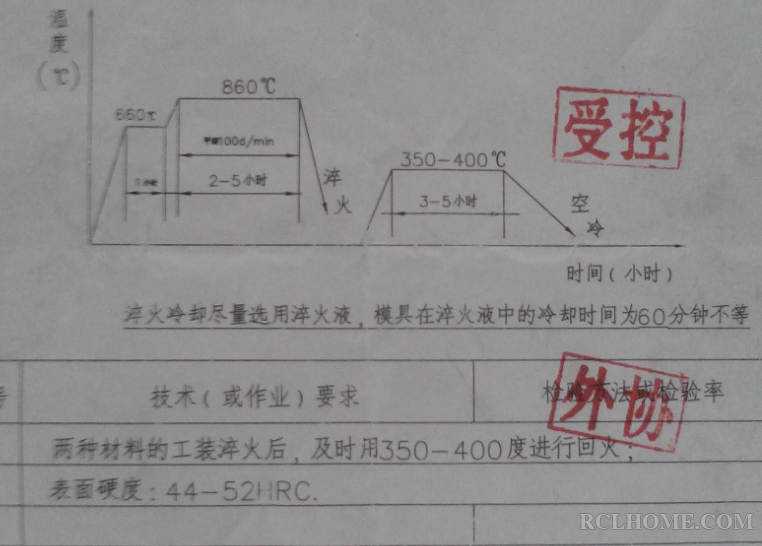 温度
(℃)
860℃
660℃
100d/min
2-5小时
淬火
350-400℃
3-5小时
空冷
时间(小时)
受控
淬火冷却尽量选用淬火液,模具在淬火液中的冷却时间为60分钟不等
技术(或作业)要求
检验方法或检验率
外协
两种材料的工装淬火后,及时用350-400度进行回火;
表面硬度:44-52HRC.
RCLHOME.COM